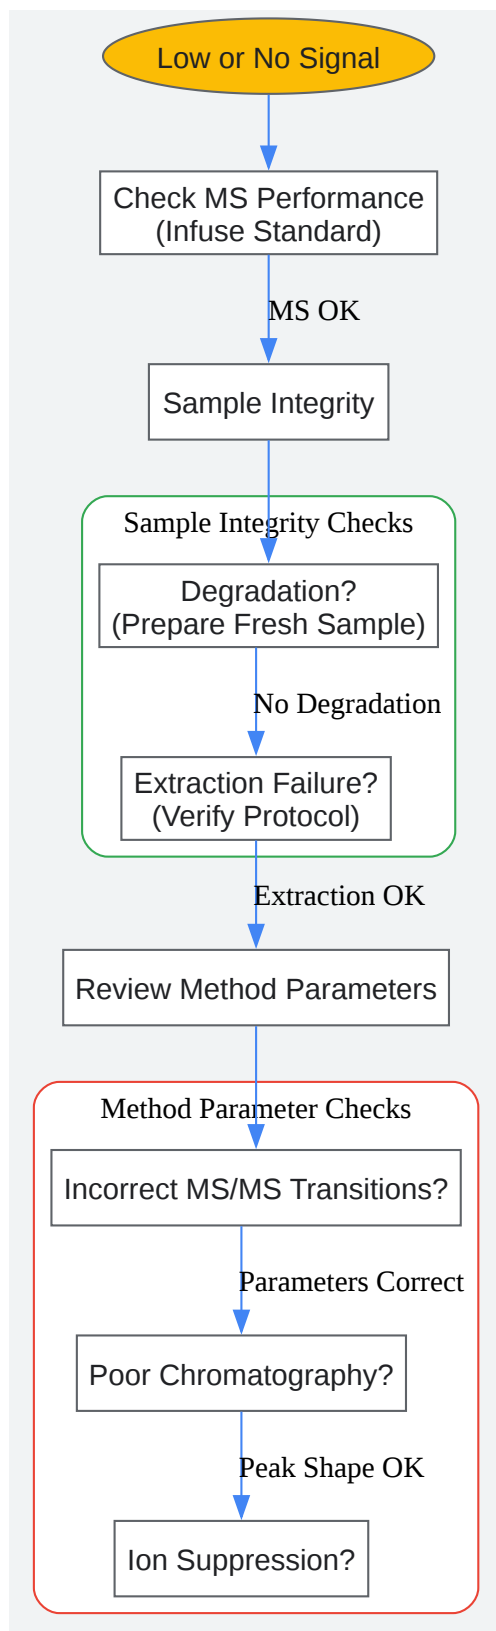 Low or No Signal
Check MS Performance
(Infuse Standard)
MS OK
Sample Integrity
Sample Integrity Checks
Degradation?
(Prepare Fresh Sample)
No Degradation
Extraction Failure?
(Verify Protocol)
Extraction OK
Review Method Parameters
Method Parameter Checks
Incorrect MS/MS Transitions?
Parameters Correct
Poor Chromatography?
Peak Shape OK
Ion Suppression?